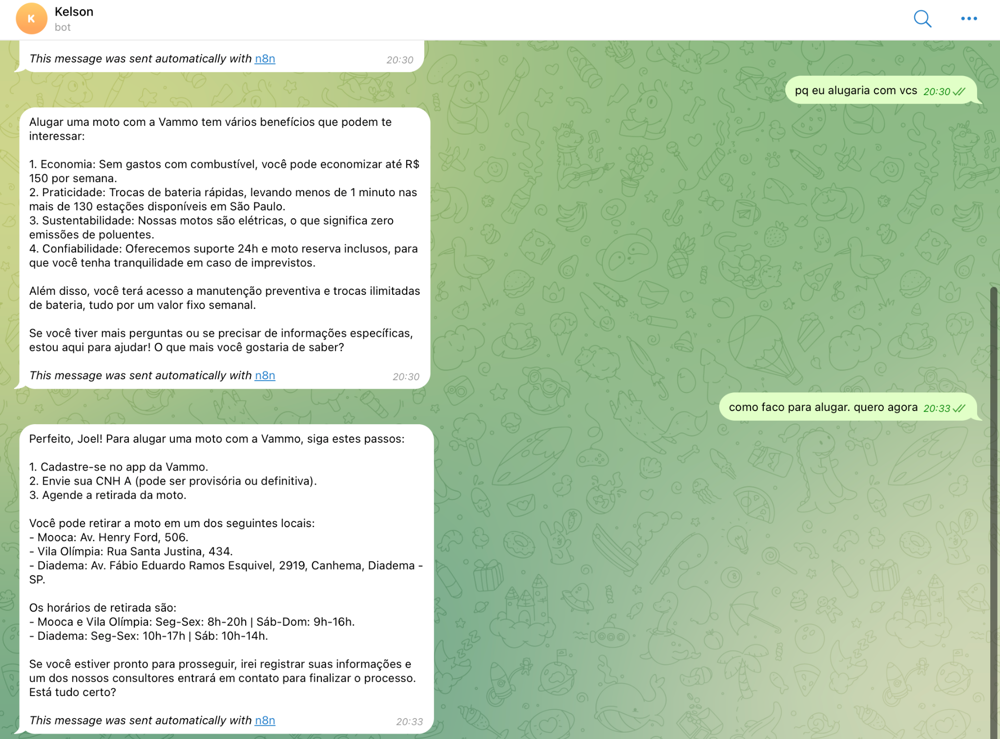 K
Kelson
bot
This message was sent automatically with n8n 20:30
pq eu alugaria com vcs 20:30
Alugar uma moto com a Vammo tem vários benefícios que podem te
interessar:
1. Economia: Sem gastos com combustível, você pode economizar até R$
150 por semana.
2. Praticidade: Trocas de bateria rápidas, levando menos de 1 minuto nas
mais de 130 estações disponíveis em São Paulo.
3. Sustentabilidade: Nossas motos são elétricas, o que significa zero
emissões de poluentes.
4. Confiabilidade: Oferecemos suporte 24h e moto reserva inclusos, para
que você tenha tranquilidade em caso de imprevistos.
Além disso, você terá acesso a manutenção preventiva e trocas ilimitadas
de bateria, tudo por um valor fixo semanal.
Se você tiver mais perguntas ou se precisar de informações específicas,
estou aqui para ajudar! O que mais você gostaria de saber?
This message was sent automatically with n8n 20:30
como faco para alugar. quero agora 20:33
Perfeito, Joel! Para alugar uma moto com a Vammo, siga estes passos:
1. Cadastre-se no app da Vammo.
2. Envie sua CNH A (pode ser provisória ou definitiva).
3. Agende a retirada da moto.
Você pode retirar a moto em um dos seguintes locais:
- Mooca: Av. Henry Ford, 506.
- Vila Olímpia: Rua Santa Justina, 434.
- Diadema: Av. Fábio Eduardo Ramos Esquivel, 2919, Canhema, Diadema -
SP.
Os horários de retirada são:
- Mooca e Vila Olímpia: Seg-Sex: 8h-20h | Sáb-Dom: 9h-16h.
- Diadema: Seg-Sex: 10h-17h | Sáb: 10h-14h.
Se você estiver pronto para prosseguir, irei registrar suas informações e
um dos nossos consultores entrará em contato para finalizar o processo.
Está tudo certo?
This message was sent automatically with n8n 20:33